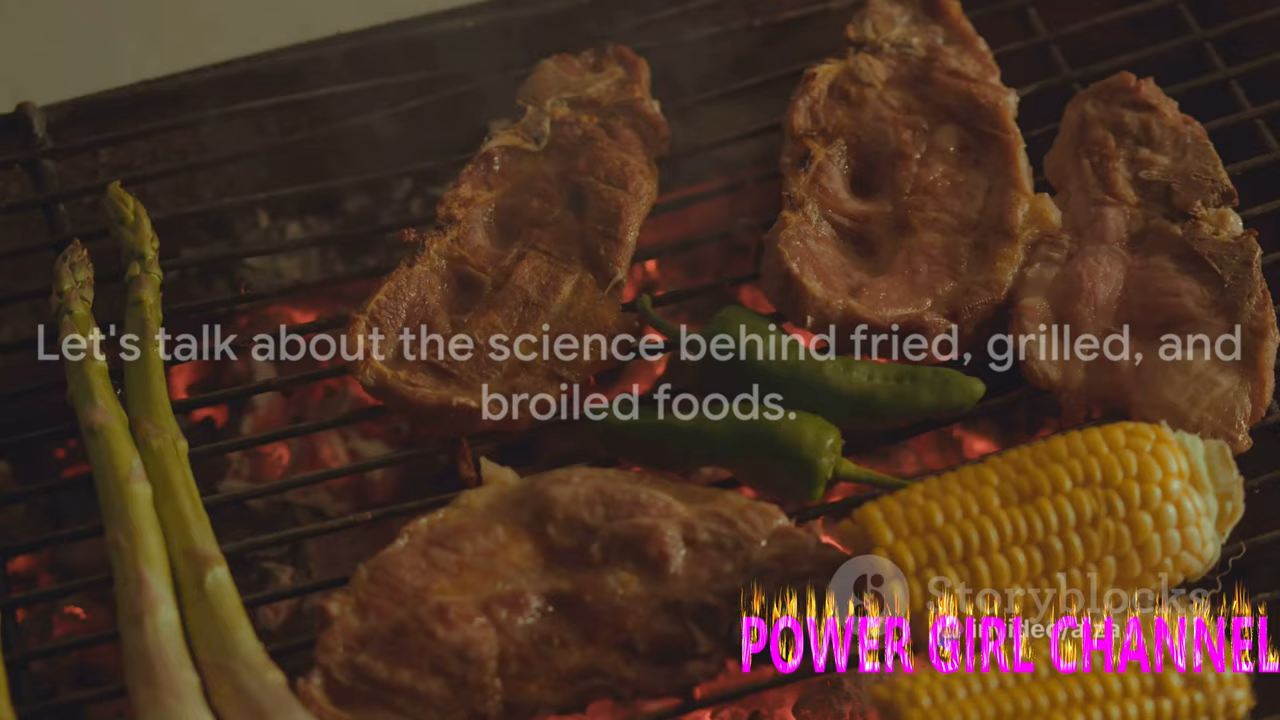 Let's talk about the science behind fried, grilled, and
broiled foods.
Storyblocks
POWER GIRL CHANNEL